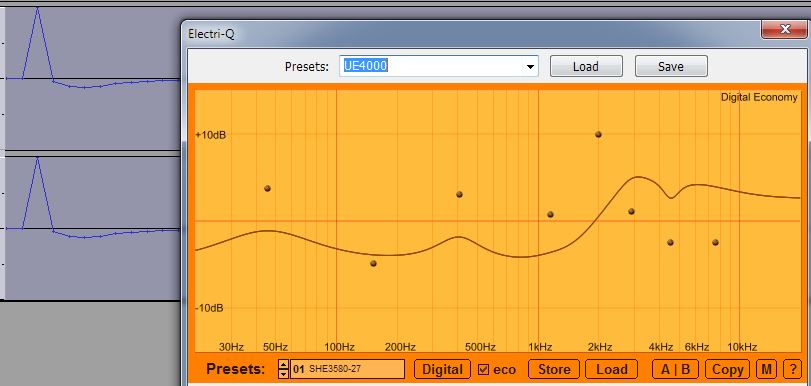 Electri-Q
Presets: UE4000 Load Save
Digital Economy
+10dB
-10dB
30Hz 50Hz 100Hz 200Hz 500Hz 1kHz 2kHz 4kHz 6kHz 10kHz
Presets: 01 SHE3580-27 Digital eco Store Load A | B Copy M ?